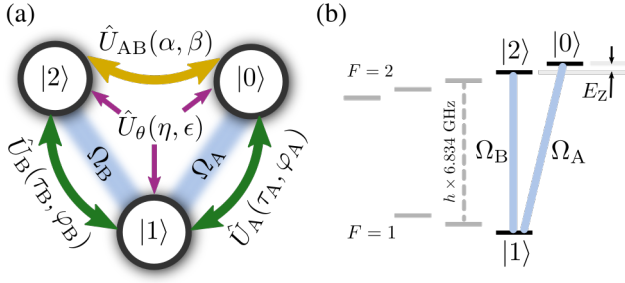 (a)
Û_AB(α, β)
|2⟩
|0⟩
Û_θ(η, ϵ)
Ω_B
Ω_A
Û_B(τ_B, φ_B)
Û_A(τ_A, φ_A)
|1⟩
(b)
|2⟩
|0⟩
F = 2
E_Z
h × 6.834 GHz
Ω_B
Ω_A
F = 1
|1⟩